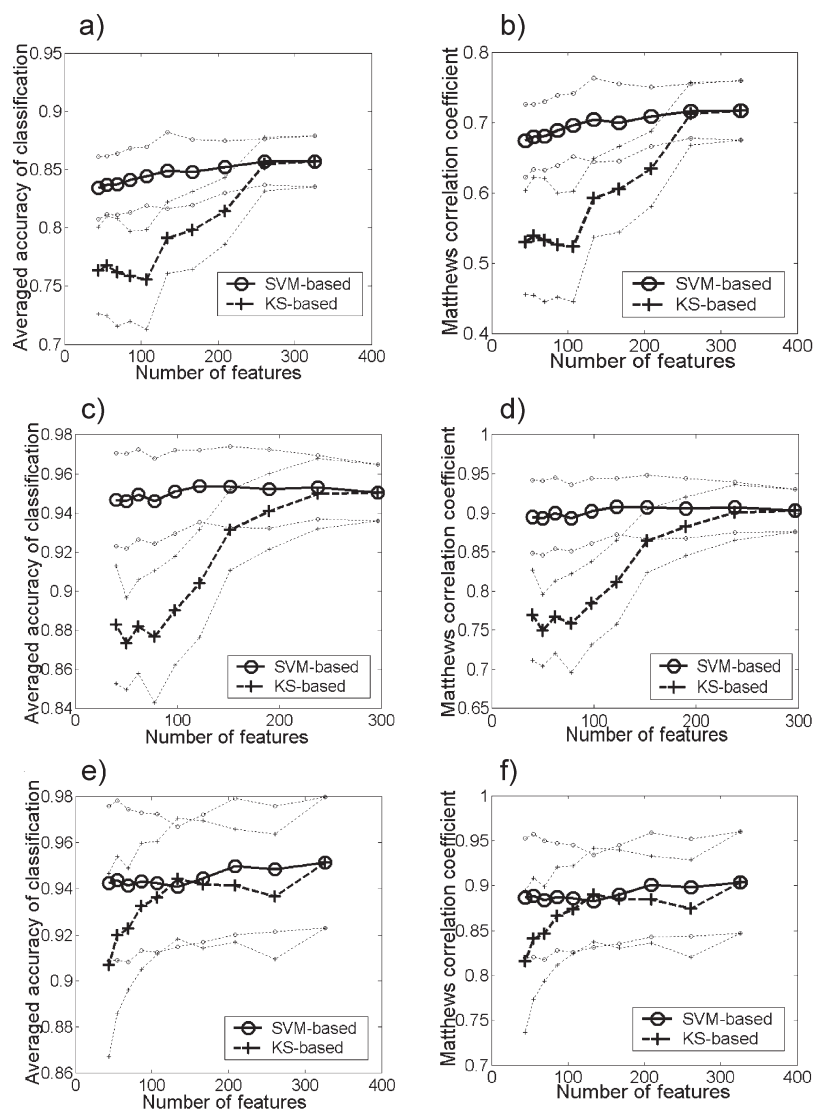 a)
b)
0.95
0.9
0.85
0.8
0.75
0.7
0 100 200 300 400
Averaged accuracy of classification
Number of features
SVM-based
KS-based
0.8
0.7
0.6
0.5
0.4
0 100 200 300 400
Matthews correlation coefficient
Number of features
SVM-based
KS-based
c)
d)
0.98
0.96
0.94
0.92
0.9
0.88
0.86
0.84
0 100 200 300
Averaged accuracy of classification
Number of features
SVM-based
KS-based
1
0.95
0.9
0.85
0.8
0.75
0.7
0.65
0 100 200 300
Matthews correlation coefficient
Number of features
SVM-based
KS-based
e)
f)
0.98
0.96
0.94
0.92
0.9
0.88
0.86
0 100 200 300 400
Averaged accuracy of classification
Number of features
SVM-based
KS-based
1
0.95
0.9
0.85
0.8
0.75
0.7
0 100 200 300 400
Matthews correlation coefficient
Number of features
SVM-based
KS-based